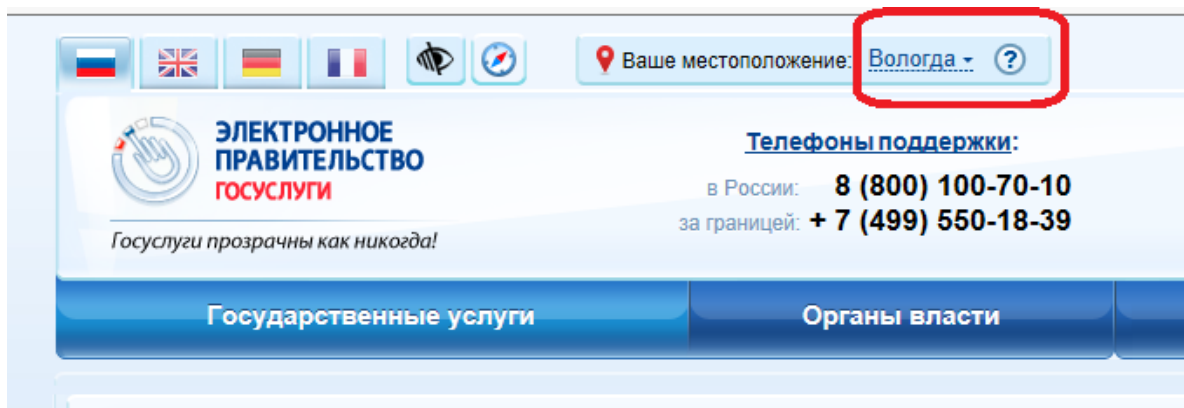 Ваше местоположение: Вологда ?
ЭЛЕКТРОННОЕ
ПРАВИТЕЛЬСТВО
ГОСУСЛУГИ
Госуслуги прозрачны как никогда!
Телефоны поддержки:
в России: 8 (800) 100-70-10
за границей: + 7 (499) 550-18-39
Государственные услуги
Органы власти